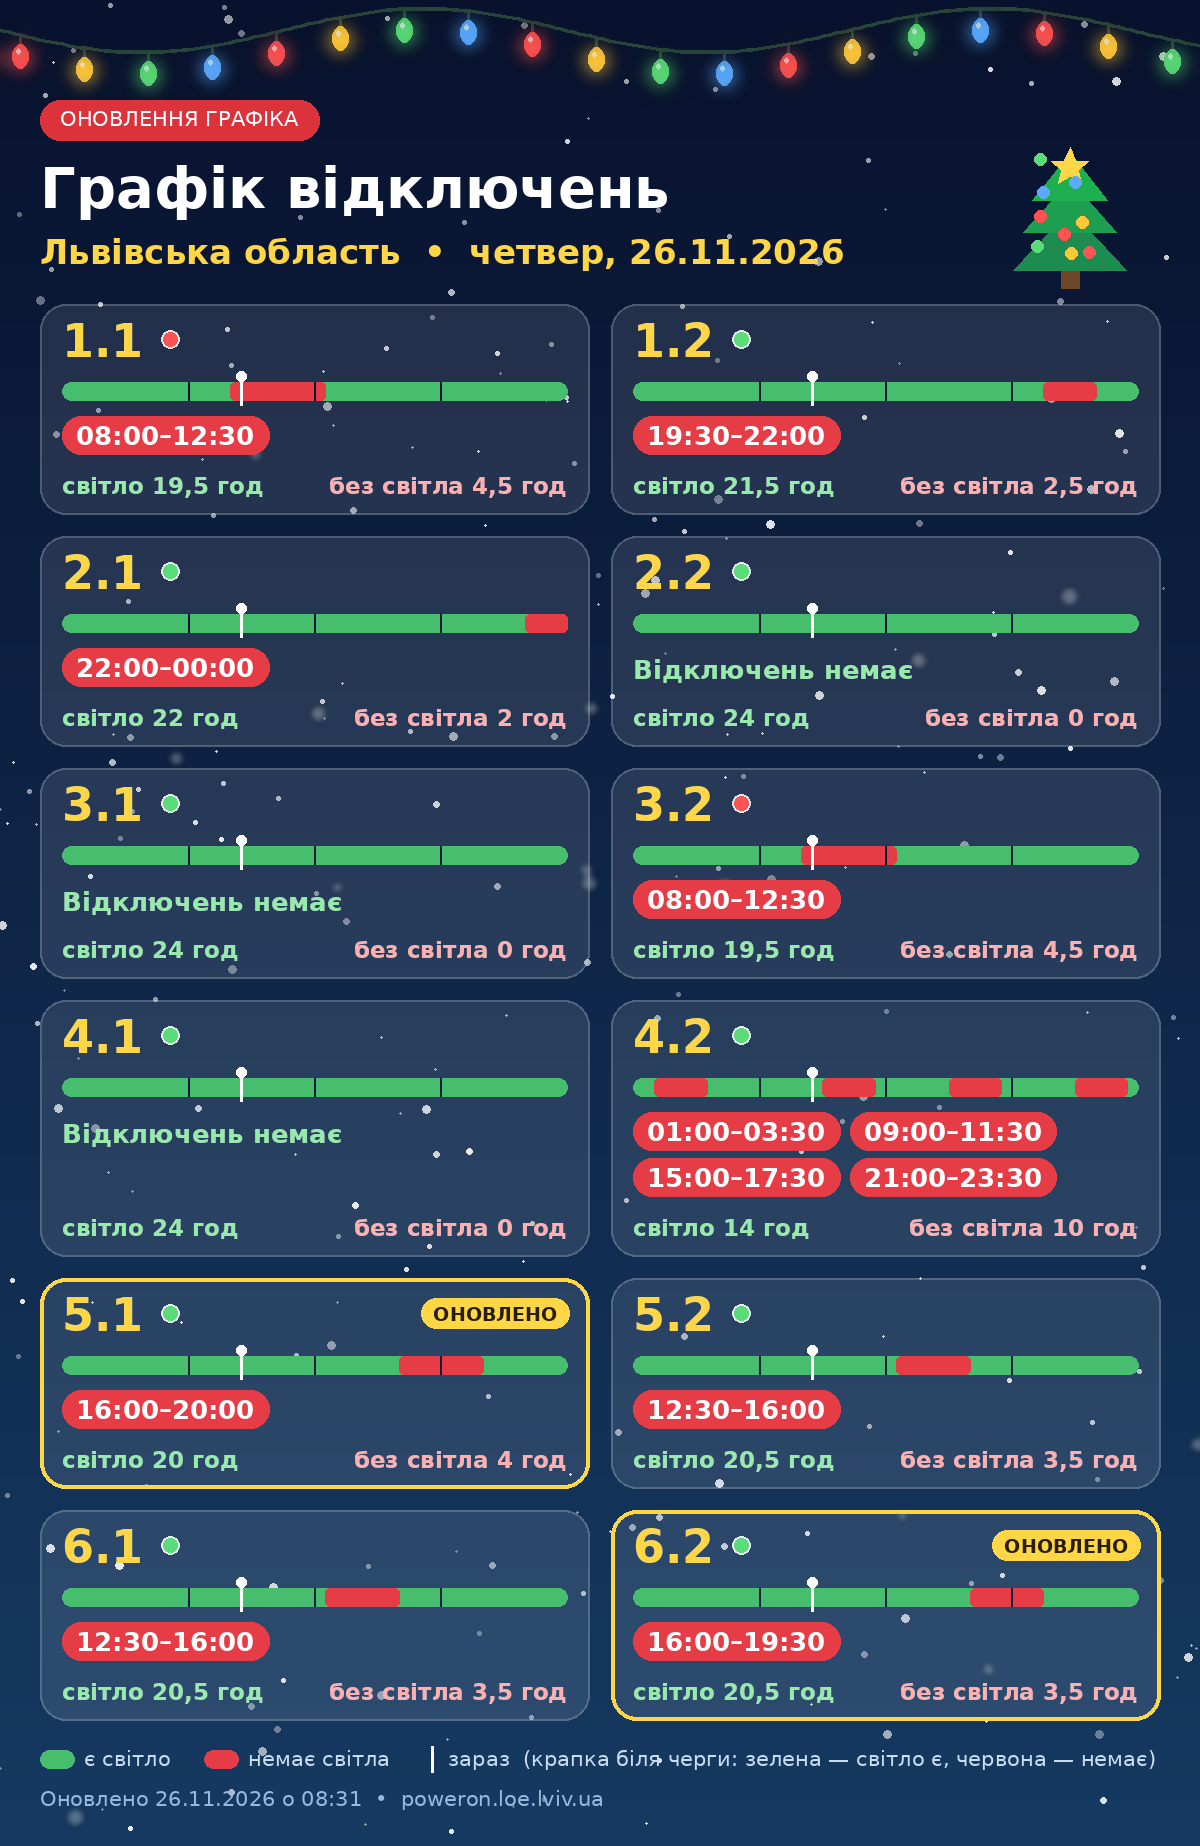 ОНОВЛЕННЯ ГРАФІКА
Графік відключень
Львівська область • четвер, 26.11.2026
1.1
08:00–12:30
світло 19,5 год без світла 4,5 год
1.2
19:30–22:00
світло 21,5 год без світла 2,5 год
2.1
22:00–00:00
світло 22 год без світла 2 год
2.2
Відключень немає
світло 24 год без світла 0 год
3.1
Відключень немає
світло 24 год без світла 0 год
3.2
08:00–12:30
світло 19,5 год без світла 4,5 год
4.1
Відключень немає
світло 24 год без світла 0 год
4.2
01:00–03:30 09:00–11:30
15:00–17:30 21:00–23:30
світло 14 год без світла 10 год
5.1 ОНОВЛЕНО
16:00–20:00
світло 20 год без світла 4 год
5.2
12:30–16:00
світло 20,5 год без світла 3,5 год
6.1
12:30–16:00
світло 20,5 год без світла 3,5 год
6.2 ОНОВЛЕНО
16:00–19:30
світло 20,5 год без світла 3,5 год
є світло немає світла зараз (крапка біля черги: зелена — світло є, червона — немає)
Оновлено 26.11.2026 о 08:31 • poweron.loe.lviv.ua